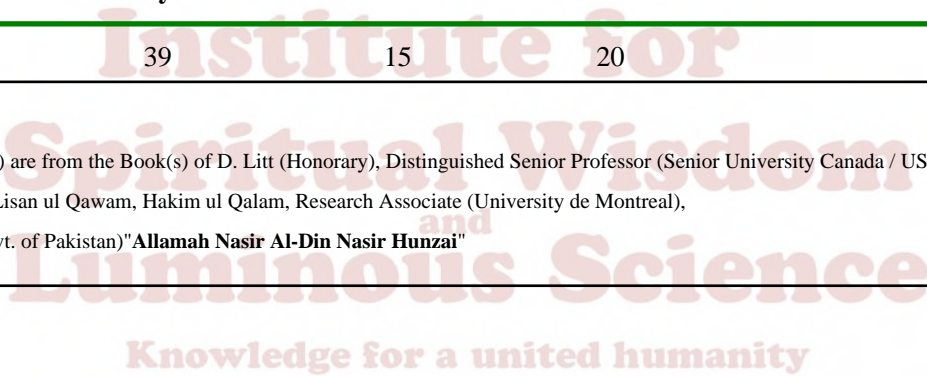 Institute for
39 15 20
Spiritual Wisdom
) are from the Book(s) of D. Litt (Honorary), Distinguished Senior Professor (Senior University Canada / US
Lisan ul Qawam, Hakim ul Qalam, Research Associate (University de Montreal),
and
vt. of Pakistan)"Allamah Nasir Al-Din Nasir Hunzai"
Luminous Science
Knowledge for a united humanity